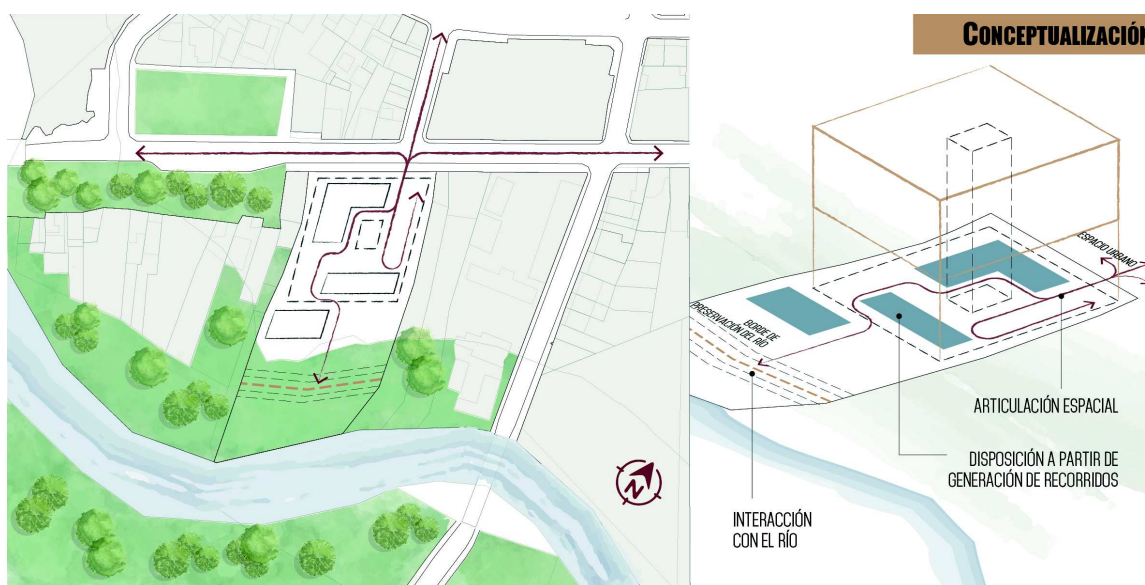 CONCEPTUALIZACIÓN
ESPACIO URBANO
BORDE DE
PRESERVACIÓN DEL RÍO
ARTICULACIÓN ESPACIAL
DISPOSICIÓN A PARTIR DE
GENERACIÓN DE RECORRIDOS
INTERACCIÓN
CON EL RÍO
N